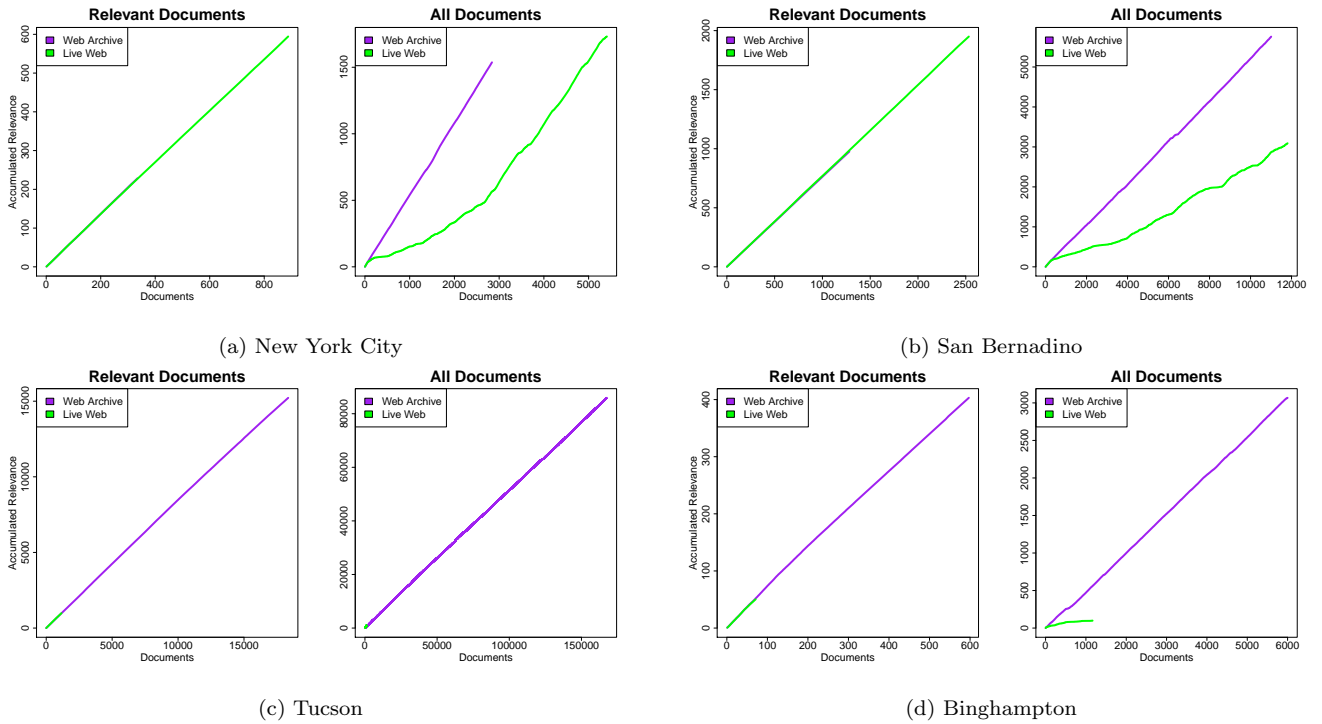 Relevant Documents
Web Archive
Live Web
Accumulated Relevance
0 100 200 300 400 500 600
0 200 400 600 800
Documents
All Documents
Web Archive
Live Web
0 500 1000 1500
0 1000 2000 3000 4000 5000
Documents
(a) New York City
Relevant Documents
Web Archive
Live Web
Accumulated Relevance
0 500 1000 1500 2000
0 500 1000 1500 2000 2500
Documents
All Documents
Web Archive
Live Web
0 1000 2000 3000 4000 5000
0 2000 4000 6000 8000 10000 12000
Documents
(b) San Bernadino
Relevant Documents
Web Archive
Live Web
Accumulated Relevance
0 5000 10000 15000
0 5000 10000 15000
Documents
All Documents
Web Archive
Live Web
0 20000 40000 60000 80000
0 50000 100000 150000
Documents
(c) Tucson
Relevant Documents
Web Archive
Live Web
Accumulated Relevance
0 100 200 300 400
0 100 200 300 400 500 600
Documents
All Documents
Web Archive
Live Web
0 500 1000 1500 2000 2500 3000
0 1000 2000 3000 4000 5000 6000
Documents
(d) Binghampton